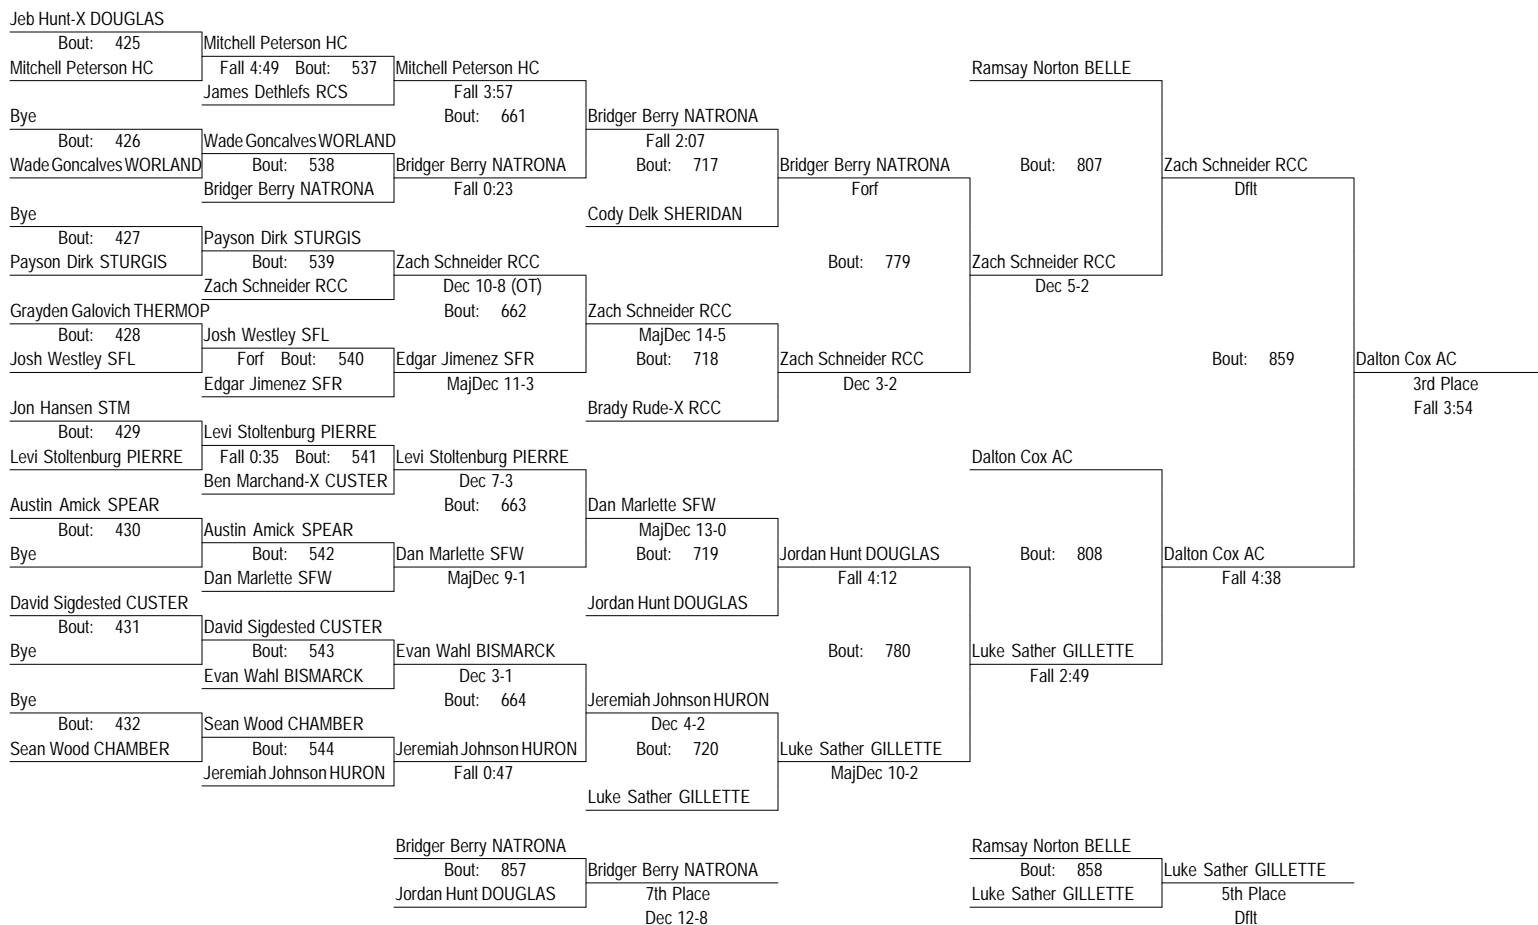 Jeb Hunt-X DOUGLAS
Bout: 425
Mitchell Peterson HC
Mitchell Peterson HC
Fall 4:49 Bout: 537
Mitchell Peterson HC
Ramsay Norton BELLE
James Dethlefs RCS
Fall 3:57
Bye
Bout: 661
Bridger Berry NATRONA
Bout: 426
Wade Goncalves WORLAND
Fall 2:07
Wade Goncalves WORLAND
Bout: 538
Bridger Berry NATRONA
Bout: 717
Bridger Berry NATRONA
Bout: 807
Zach Schneider RCC
Bridger Berry NATRONA
Fall 0:23
Forf
Dflt
Bye
Cody Delk SHERIDAN
Bout: 427
Payson Dirk STURGIS
Payson Dirk STURGIS
Bout: 539
Zach Schneider RCC
Bout: 779
Zach Schneider RCC
Zach Schneider RCC
Dec 10-8 (OT)
Dec 5-2
Grayden Galovich THERMOP
Bout: 662
Zach Schneider RCC
Bout: 428
Josh Westley SFL
MajDec 14-5
Josh Westley SFL
Forf Bout: 540
Edgar Jimenez SFR
Bout: 718
Zach Schneider RCC
Bout: 859
Dalton Cox AC
Edgar Jimenez SFR
MajDec 11-3
Dec 3-2
3rd Place
Jon Hansen STM
Brady Rude-X RCC
Fall 3:54
Bout: 429
Levi Stoltenburg PIERRE
Levi Stoltenburg PIERRE
Fall 0:35 Bout: 541
Levi Stoltenburg PIERRE
Dalton Cox AC
Ben Marchand-X CUSTER
Dec 7-3
Austin Amick SPEAR
Bout: 663
Dan Marlette SFW
Bout: 430
Austin Amick SPEAR
MajDec 13-0
Bye
Bout: 542
Dan Marlette SFW
Bout: 719
Jordan Hunt DOUGLAS
Bout: 808
Dalton Cox AC
Dan Marlette SFW
MajDec 9-1
Fall 4:12
Fall 4:38
David Sigdested CUSTER
Jordan Hunt DOUGLAS
Bout: 431
David Sigdested CUSTER
Bye
Bout: 543
Evan Wahl BISMARCK
Bout: 780
Luke Sather GILLETTE
Evan Wahl BISMARCK
Dec 3-1
Fall 2:49
Bye
Bout: 664
Jeremiah Johnson HURON
Bout: 432
Sean Wood CHAMBER
Dec 4-2
Sean Wood CHAMBER
Bout: 544
Jeremiah Johnson HURON
Bout: 720
Luke Sather GILLETTE
Jeremiah Johnson HURON
Fall 0:47
MajDec 10-2
Luke Sather GILLETTE
Bridger Berry NATRONA
Ramsay Norton BELLE
Bout: 857
Bridger Berry NATRONA
Bout: 858
Luke Sather GILLETTE
Jordan Hunt DOUGLAS
7th Place
Luke Sather GILLETTE
5th Place
Dec 12-8
Dflt